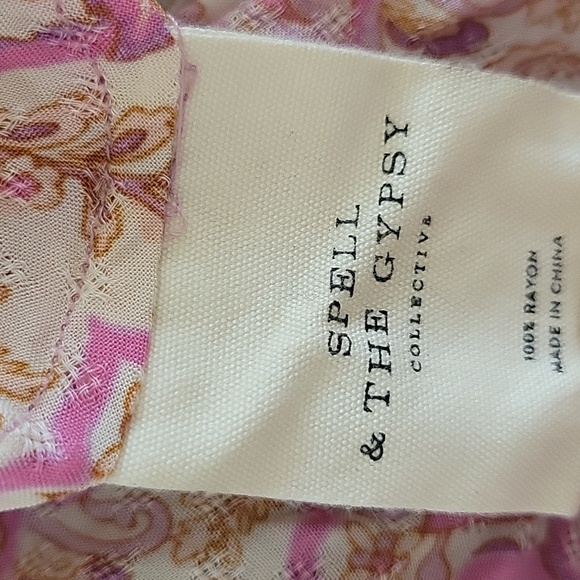 SPELL
& THE GYPSY
COLLECTIVE
100% RAYON
MADE IN CHINA